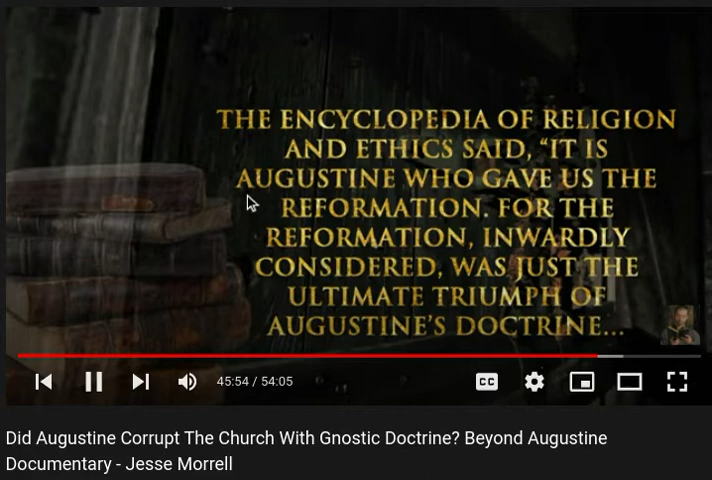 THE ENCYCLOPEDIA OF RELIGION
AND ETHICS SAID, “IT IS
AUGUSTINE WHO GAVE US THE
REFORMATION. FOR THE
REFORMATION, INWARDLY
CONSIDERED, WAS JUST THE
ULTIMATE TRIUMPH OF
AUGUSTINE'S DOCTRINE...
45:54 / 54:05
CC
Did Augustine Corrupt The Church With Gnostic Doctrine? Beyond Augustine
Documentary - Jesse Morrell